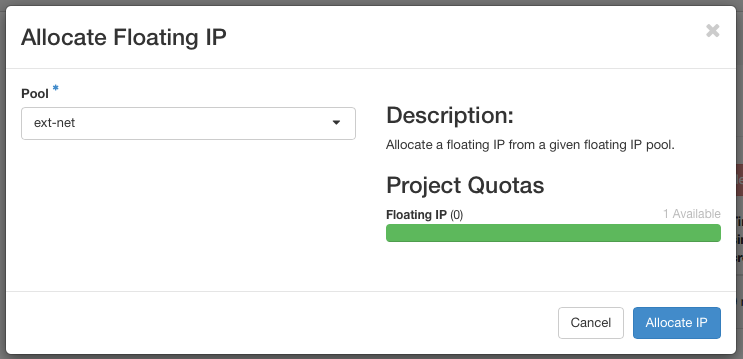 Allocate Floating IP
Pool *
ext-net
Description:
Allocate a floating IP from a given floating IP pool.
Project Quotas
Floating IP (0) 1 Available
Cancel
Allocate IP